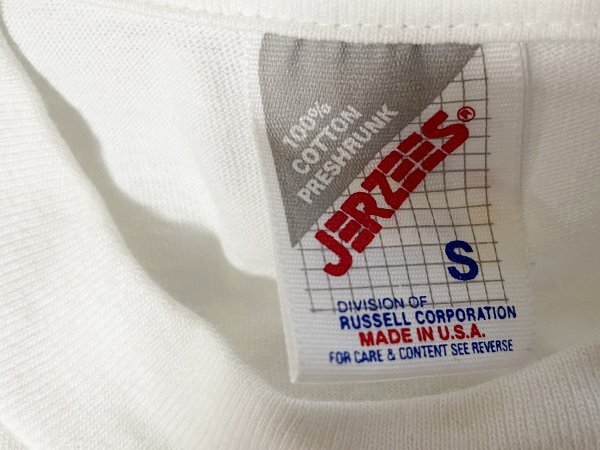 100%
COTTON
PRESHRUNK
JERZEES®
S
DIVISION OF
RUSSELL CORPORATION
MADE IN U.S.A.
FOR CARE & CONTENT SEE REVERSE